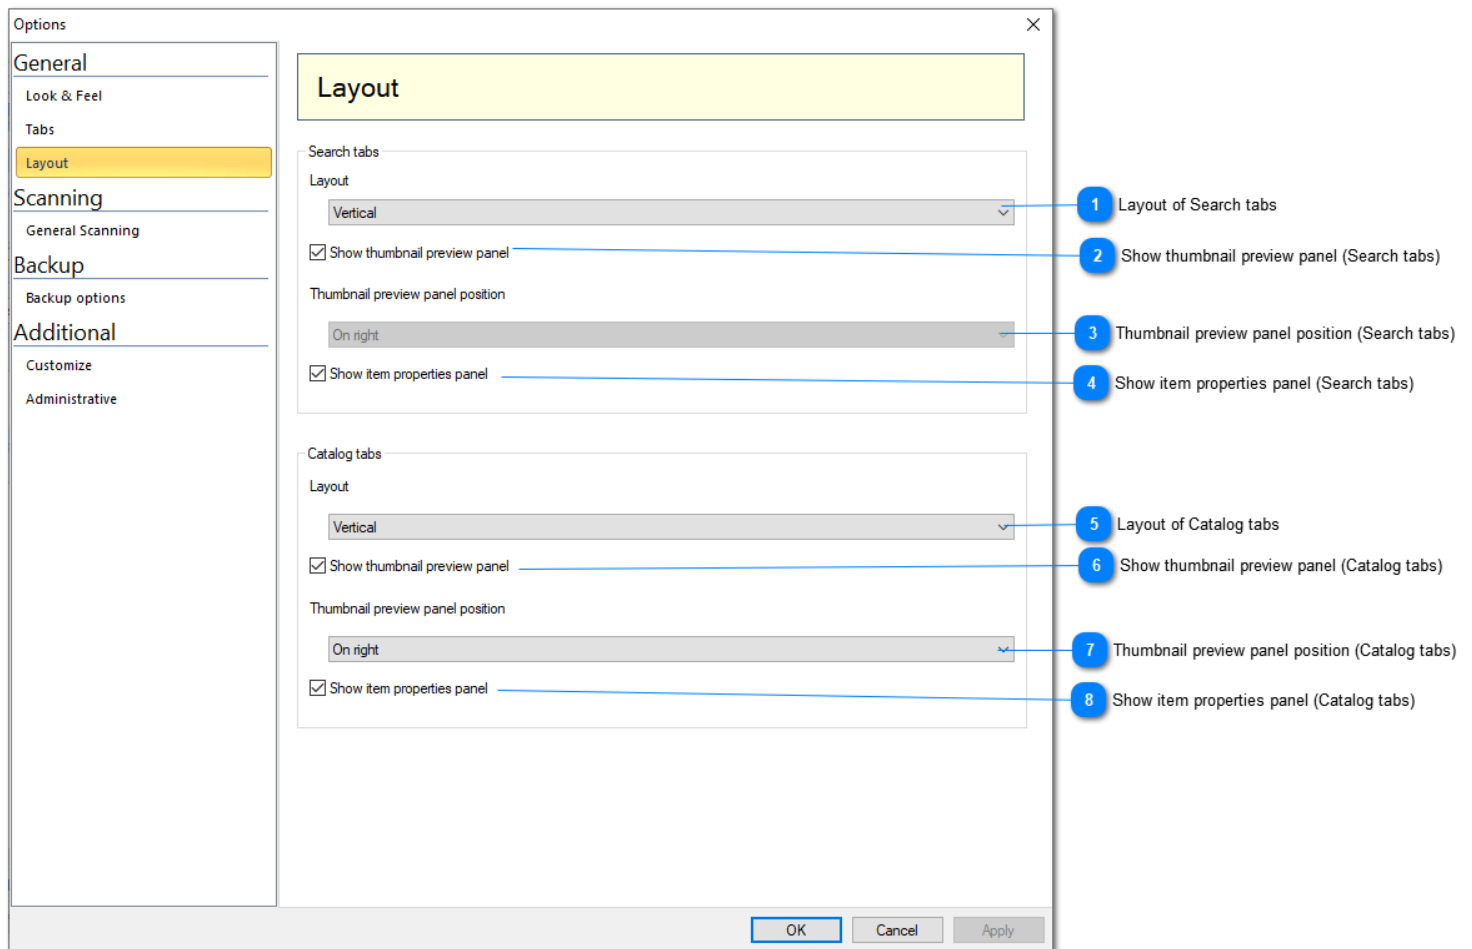 Options
General
Look & Feel
Tabs
Layout
Scanning
General Scanning
Backup
Backup options
Additional
Customize
Administrative
Layout
Search tabs
Layout
Vertical
Show thumbnail preview panel
Thumbnail preview panel position
On right
Show item properties panel
Catalog tabs
Layout
Vertical
Show thumbnail preview panel
Thumbnail preview panel position
On right
Show item properties panel
OK
Cancel
Apply
1 Layout of Search tabs
2 Show thumbnail preview panel (Search tabs)
3 Thumbnail preview panel position (Search tabs)
4 Show item properties panel (Search tabs)
5 Layout of Catalog tabs
6 Show thumbnail preview panel (Catalog tabs)
7 Thumbnail preview panel position (Catalog tabs)
8 Show item properties panel (Catalog tabs)